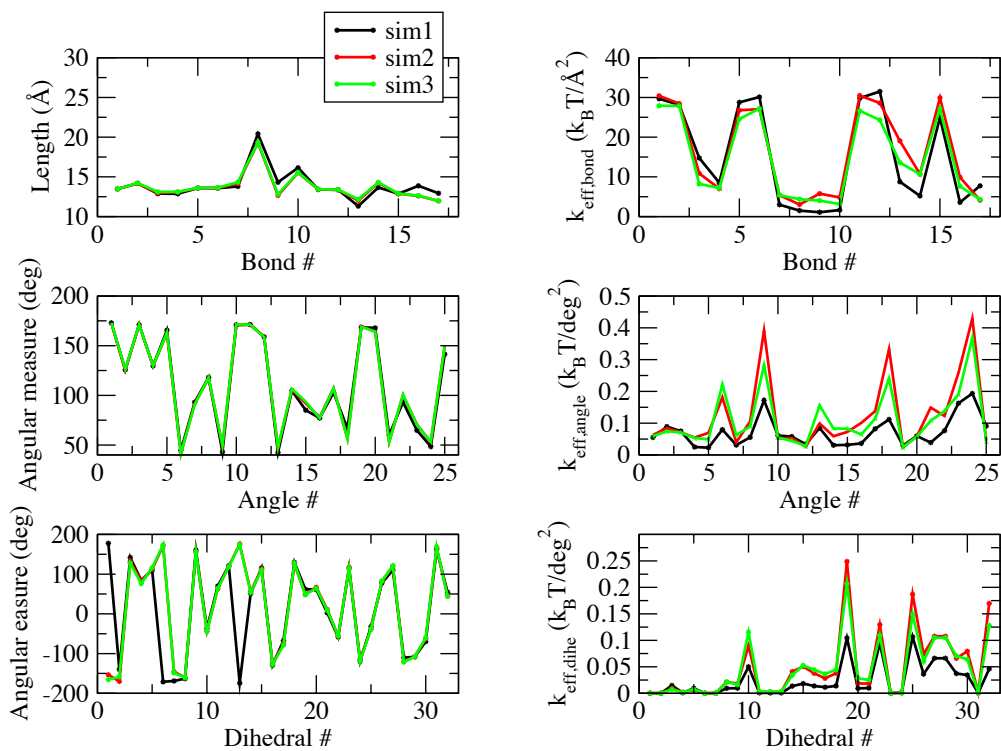 sim1
sim2
sim3
30
25
20
15
10
Length (Å)
0 5 10 15
Bond #
40
30
20
10
0
k_eff,bond (k_BT/Å^2)
0 5 10 15
Bond #
200
150
100
50
Angular measure (deg)
0 5 10 15 20 25
Angle #
0.5
0.4
0.3
0.2
0.1
0
k_eff,angle (k_BT/deg^2)
0 5 10 15 20 25
Angle #
200
100
0
-100
-200
Angular easure (deg)
0 10 20 30
Dihedral #
0.25
0.2
0.15
0.1
0.05
0
k_eff,dihe (k_BT/deg^2)
0 10 20 30
Dihedral #